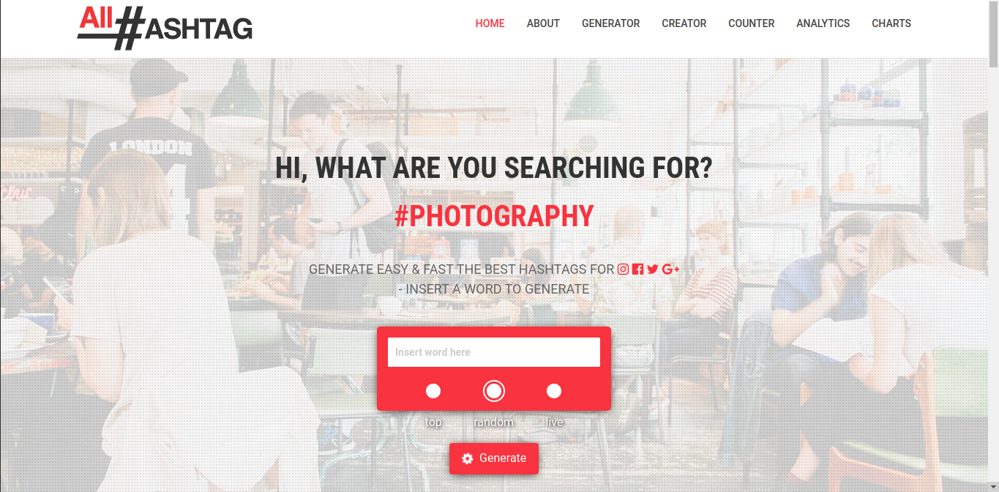 All #ASHTAG
HOME ABOUT GENERATOR CREATOR COUNTER ANALYTICS CHARTS
LONDON
HI, WHAT ARE YOU SEARCHING FOR?
#PHOTOGRAPHY
GENERATE EASY & FAST THE BEST HASHTAGS FOR
- INSERT A WORD TO GENERATE
Insert word here
top random live
Generate